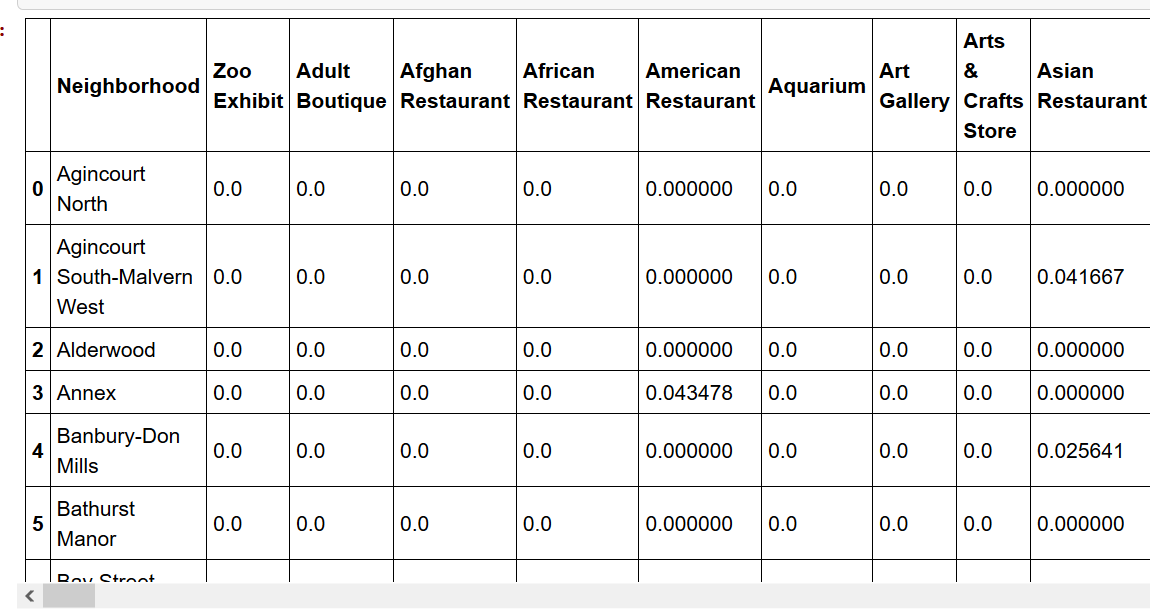 :
Neighborhood Zoo Exhibit Adult Boutique Afghan Restaurant African Restaurant American Restaurant Aquarium Art Gallery Arts & Crafts Store Asian Restaurant
0 Agincourt North 0.0 0.0 0.0 0.0 0.000000 0.0 0.0 0.0 0.000000
1 Agincourt South-Malvern West 0.0 0.0 0.0 0.0 0.000000 0.0 0.0 0.0 0.041667
2 Alderwood 0.0 0.0 0.0 0.0 0.000000 0.0 0.0 0.0 0.000000
3 Annex 0.0 0.0 0.0 0.0 0.043478 0.0 0.0 0.0 0.000000
4 Banbury-Don Mills 0.0 0.0 0.0 0.0 0.000000 0.0 0.0 0.0 0.025641
5 Bathurst Manor 0.0 0.0 0.0 0.0 0.000000 0.0 0.0 0.0 0.000000
Bay Street